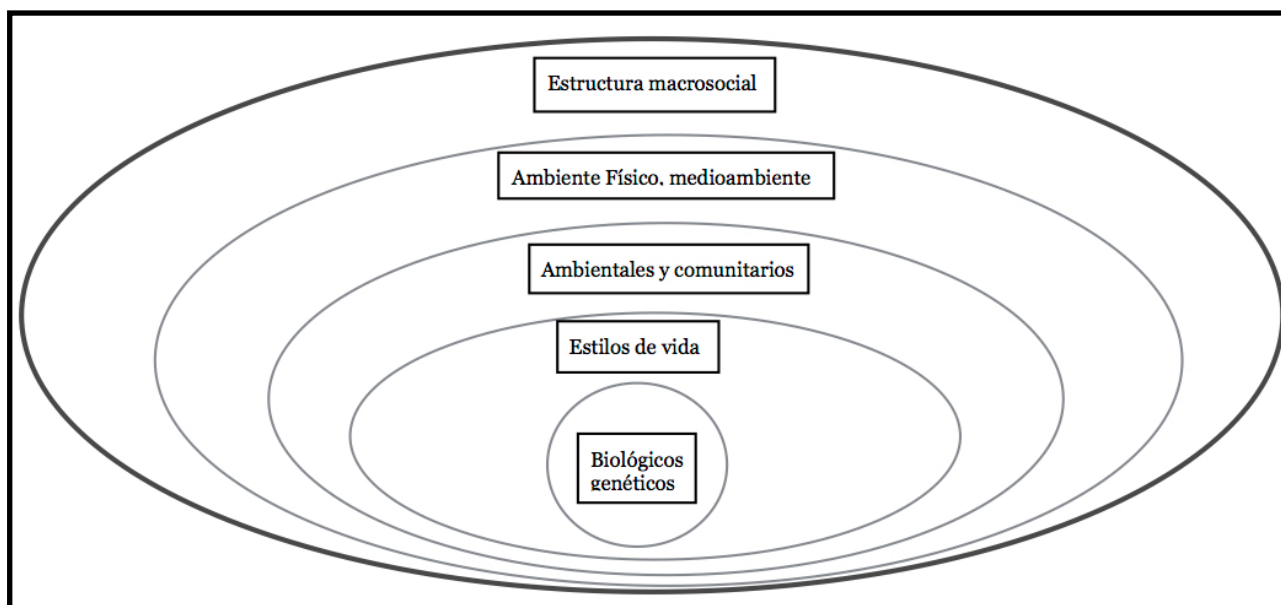 Estructura macrosocial
Ambiente Físico, medioambiente
Ambientales y comunitarios
Estilos de vida
Biológicos
genéticos